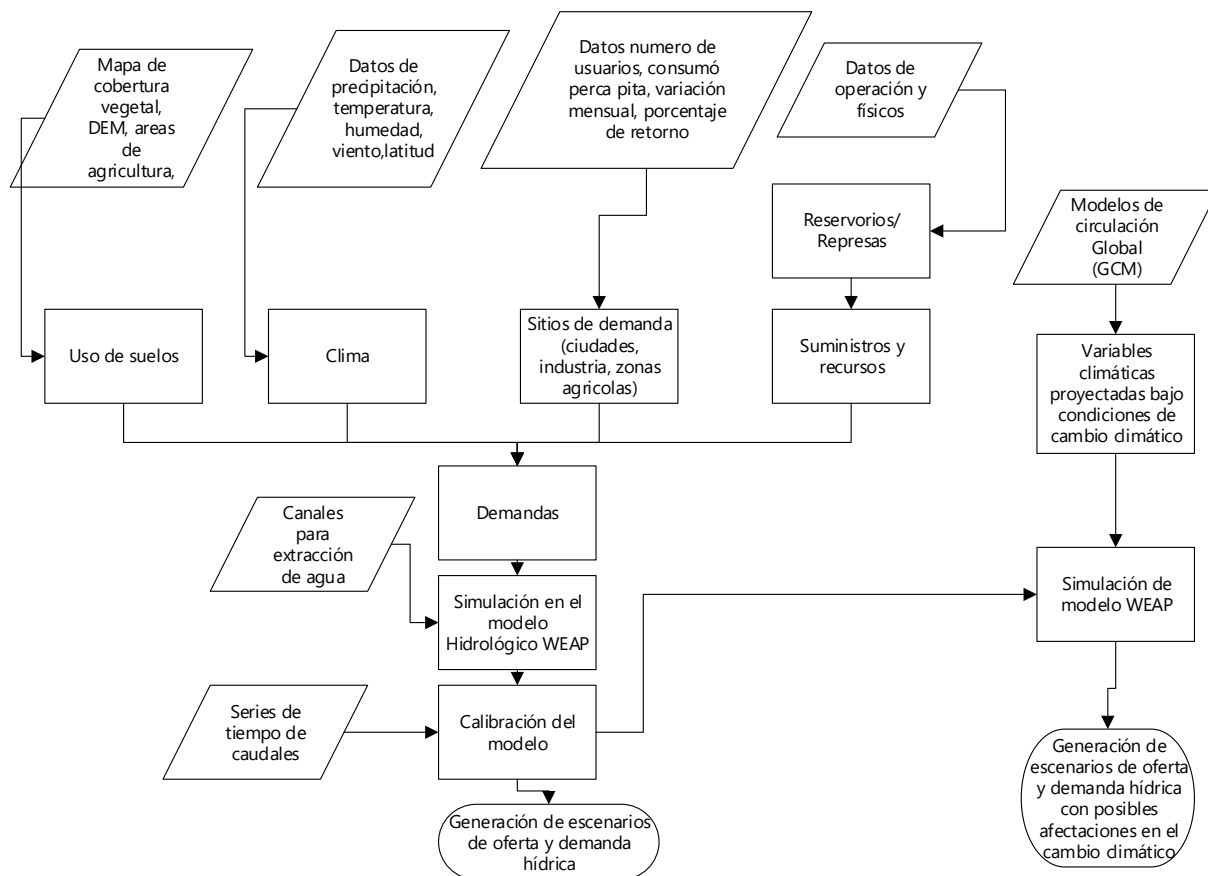 Mapa de
cobertura
vegetal,
DEM, areas
de
agricultura,
Datos de
precipitación,
temperatura,
humedad,
viento,latitud
Datos numero de
usuarios, consumó
perca pita, variación
mensual, porcentaje
de retorno
Datos de
operación y
físicos
Reservorios/
Represas
Modelos de
circulación
Global
(GCM)
Uso de suelos
Clima
Sitios de demanda
(ciudades,
industria, zonas
agricolas)
Suministros y
recursos
Variables
climáticas
proyectadas bajo
condiciones de
cambio climático
Demandas
Canales
para
extracción
de agua
Simulación en el
modelo
Hidrológico WEAP
Simulación de
modelo WEAP
Series de
tiempo de
caudales
Calibración del
modelo
Generación de escenarios
de oferta y demanda
hídrica
Generación de
escenarios de oferta
y demanda hídrica
con posibles
afectaciones en el
cambio climático